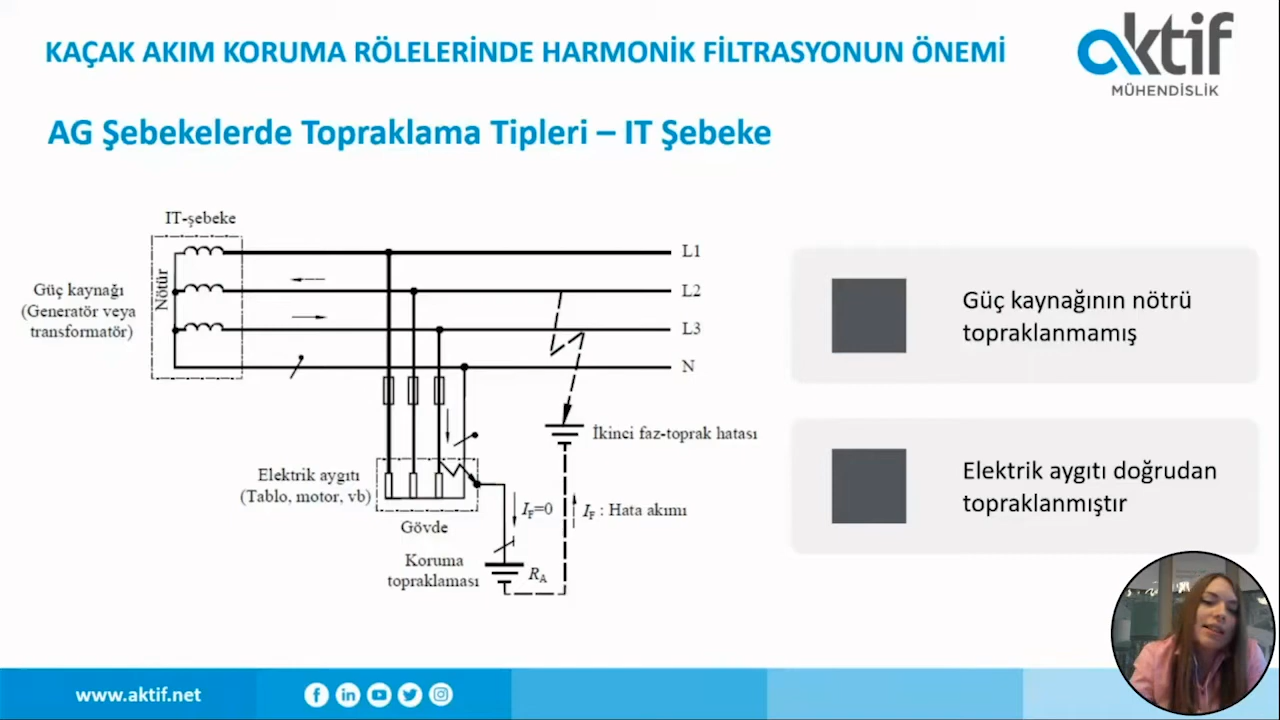 KAÇAK AKIM KORUMA RÖLELERİNDE HARMONİK FİLTRASYONUN ÖNEMİ
aktif
MÜHENDİSLİK
AG Şebekelerde Topraklama Tipleri – IT Şebeke
IT-şebeke
Nötür
Güç kaynağı
(Generatör veya
transformatör)
L1
L2
L3
N
İkinci faz-toprak hatası
Elektrik aygıtı
(Tablo, motor, vb)
Gövde
IF=0
IF : Hata akımı
Koruma
topraklaması
RA
Güç kaynağının nötrü
topraklanmamış
Elektrik aygıtı doğrudan
topraklanmıştır
www.aktif.net